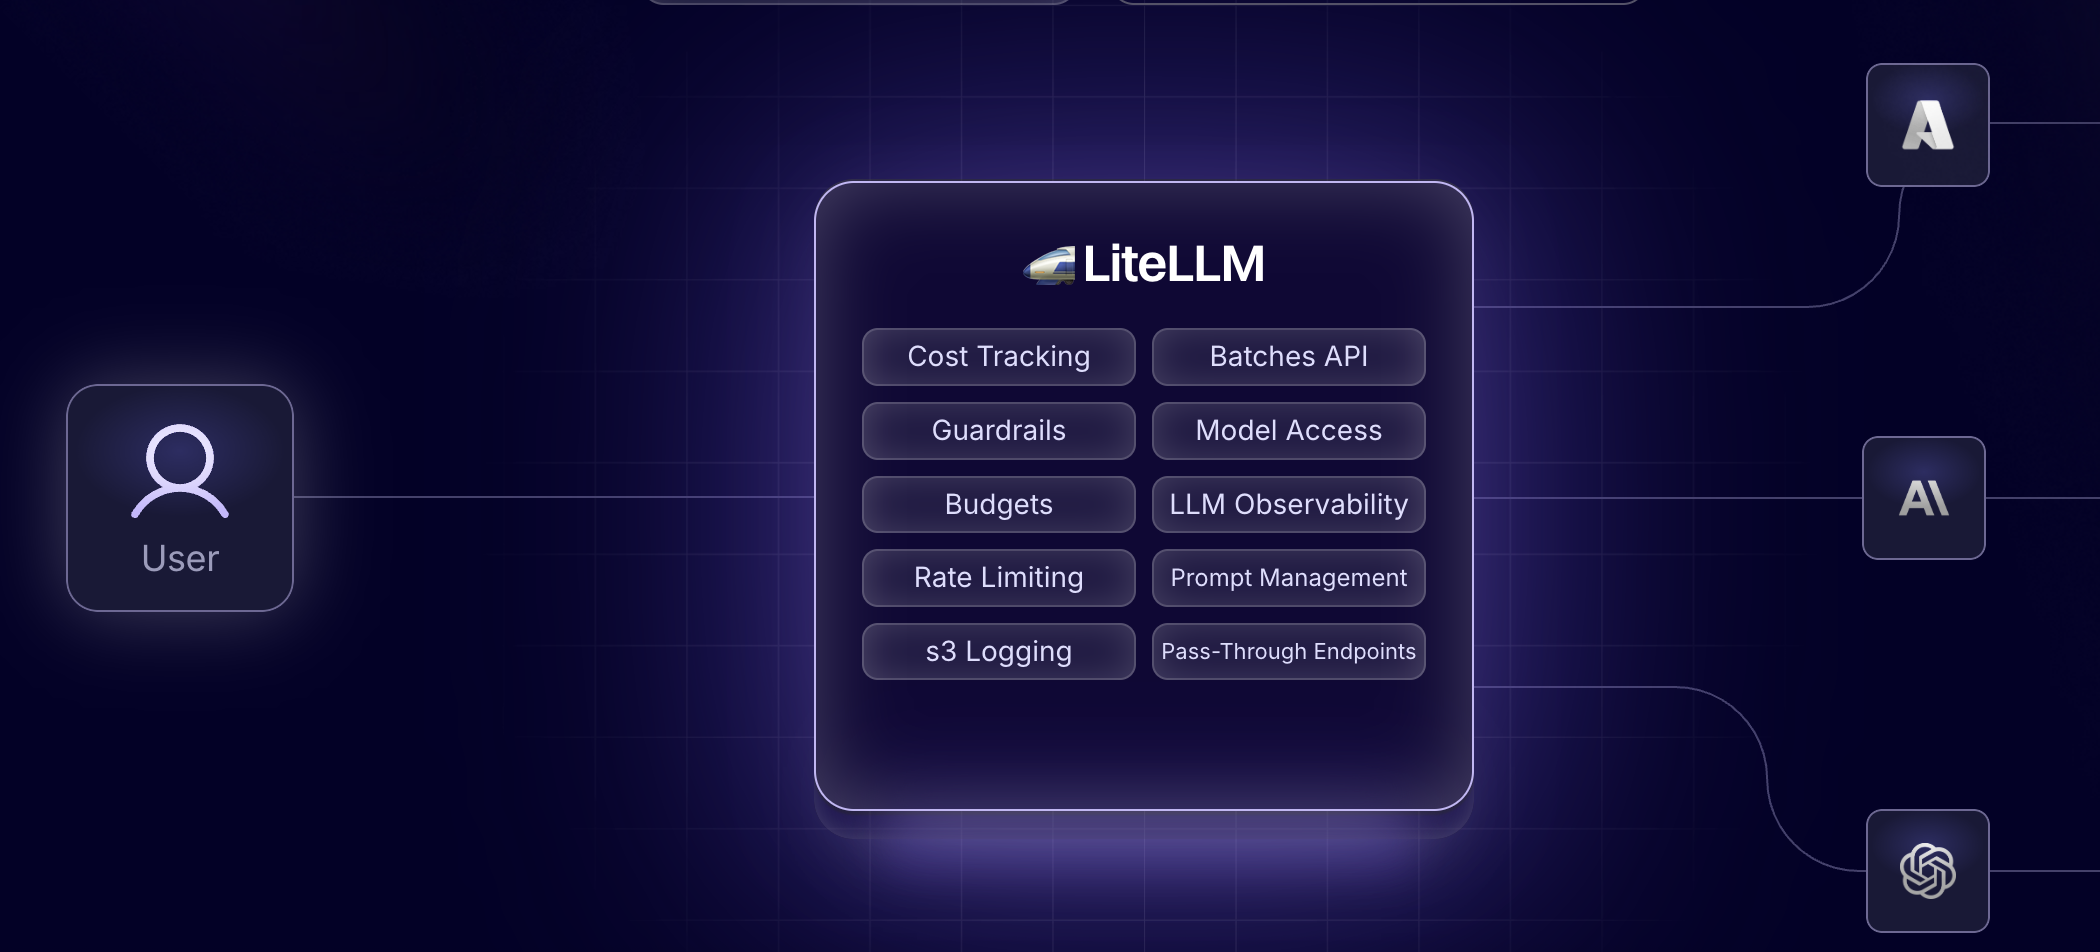 LiteLLM
Cost Tracking
Batches API
Guardrails
Model Access
Budgets
LLM Observability
Rate Limiting
Prompt Management
s3 Logging
Pass-Through Endpoints
User